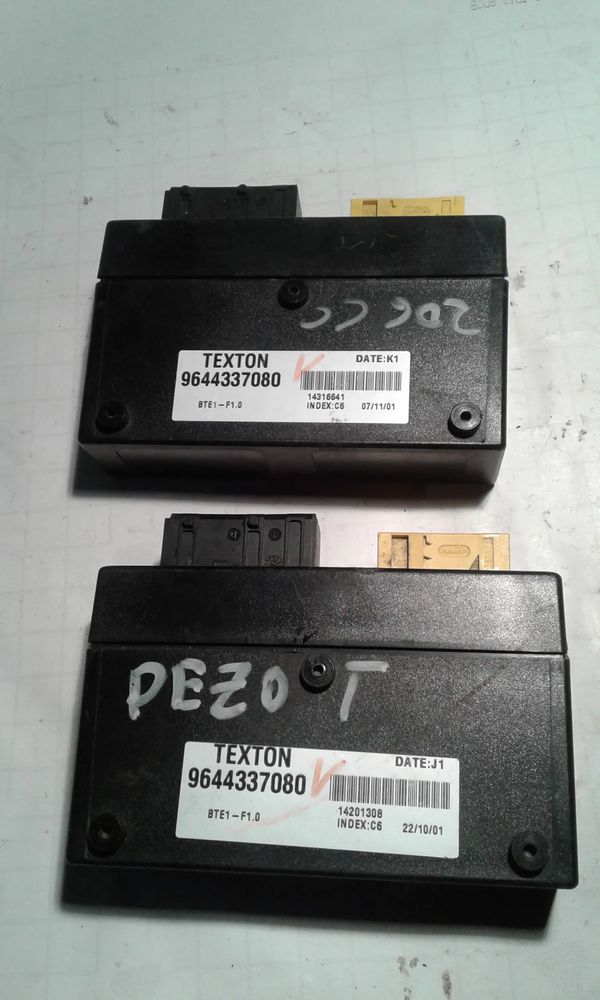 206 CC
TEXTON DATE:K1
9644337080
14316641
BTE1-F1.0 INDEX:C6 07/11/01
PEZO T
TEXTON DATE:J1
9644337080
14201308
BTE1-F1.0 INDEX:C6 22/10/01